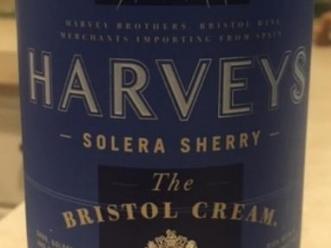 HARVEY BROTHERS. BRISTOL WINE
MERCHANTS IMPORTING FROM SPAIN
HARVEYS
– SOLERA SHERRY –
The
BRISTOL CREAM.